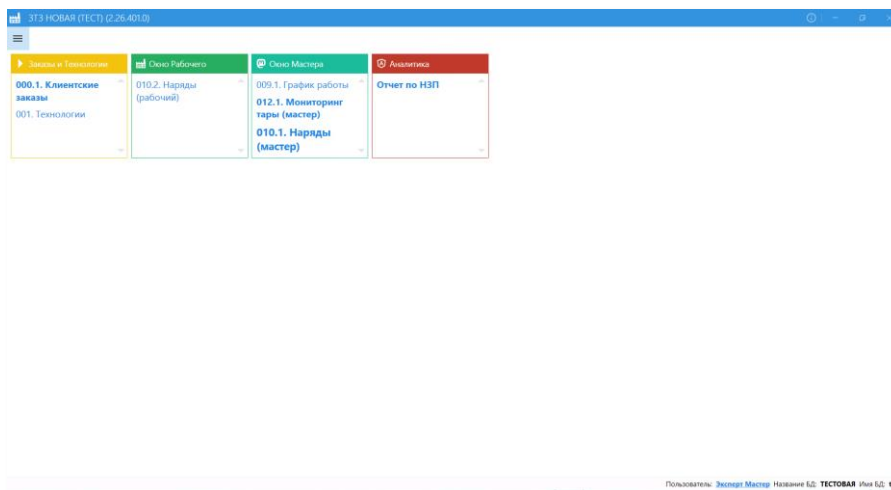 ЗТЗ НОВАЯ (ТЕСТ) (2.26.401.0)
Заказы и Технологии
000.1. Клиентские
заказы
001. Технологии
Окно Рабочего
010.2. Наряды
(рабочий)
Окно Мастера
009.1. График работы
012.1. Мониторинг
тары (мастер)
010.1. Наряды
(мастер)
Аналитика
Отчет по НЗП
Пользователь: Эксперт Мастер Название БД: ТЕСТОВАЯ Имя БД: